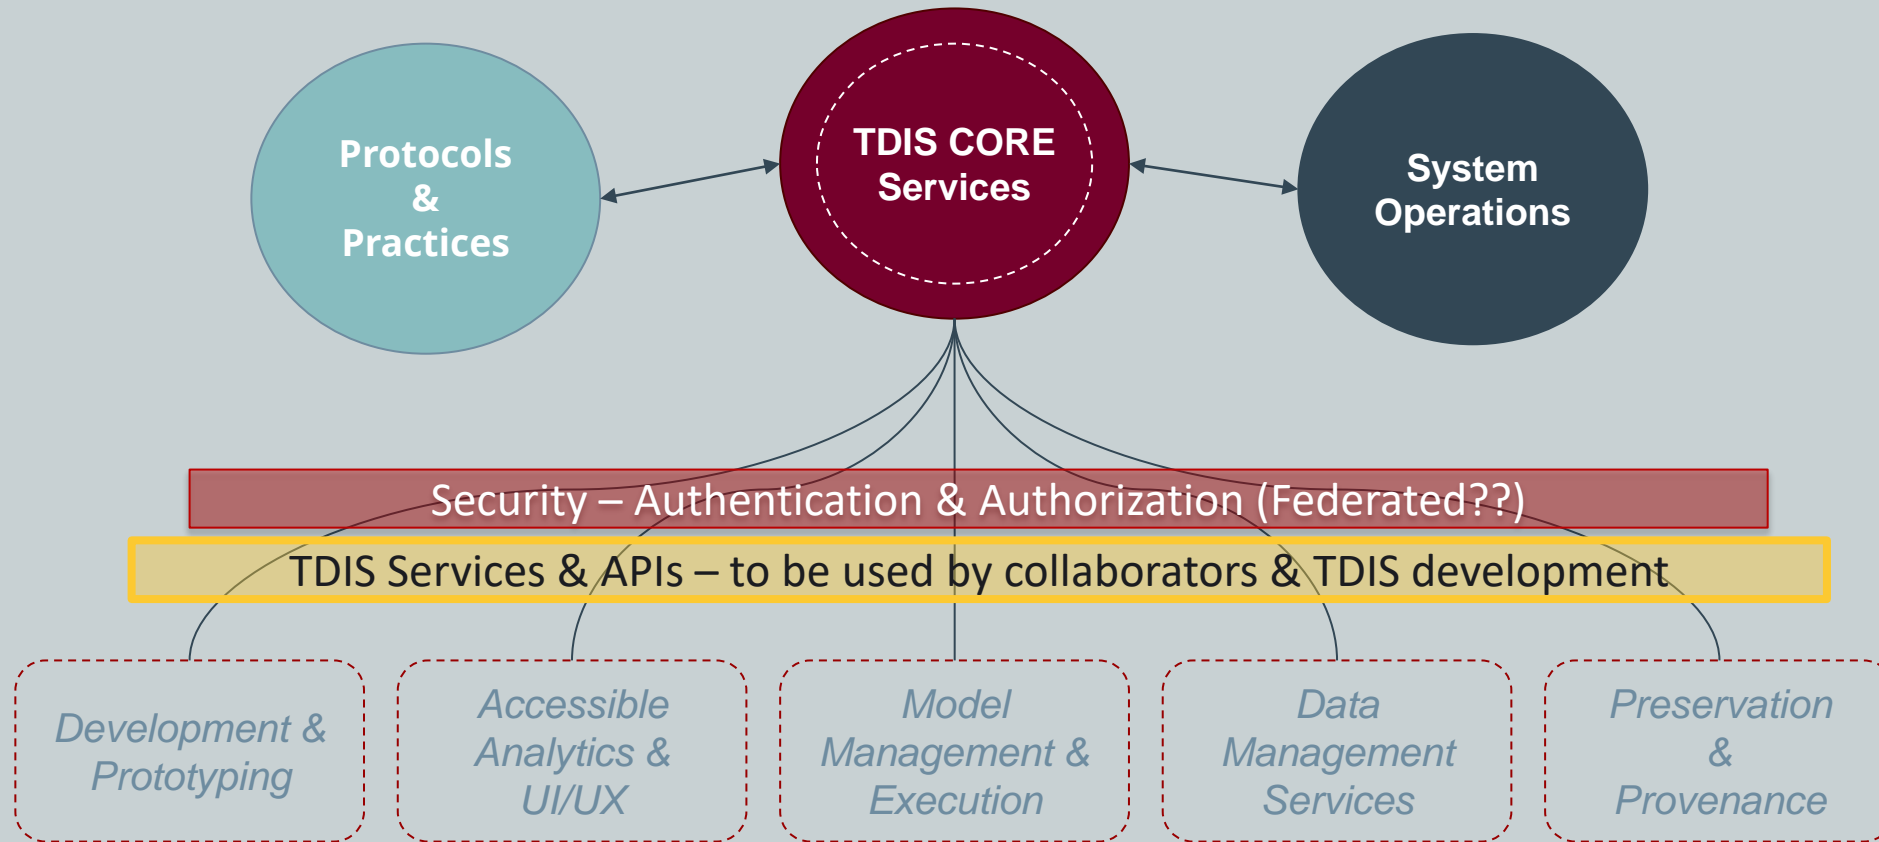 Protocols
&
Practices
TDIS CORE
Services
System
Operations
Security – Authentication & Authorization (Federated??)
TDIS Services & APIs – to be used by collaborators & TDIS development
Development &
Prototyping
Accessible
Analytics &
UI/UX
Model
Management &
Execution
Data
Management
Services
Preservation
&
Provenance